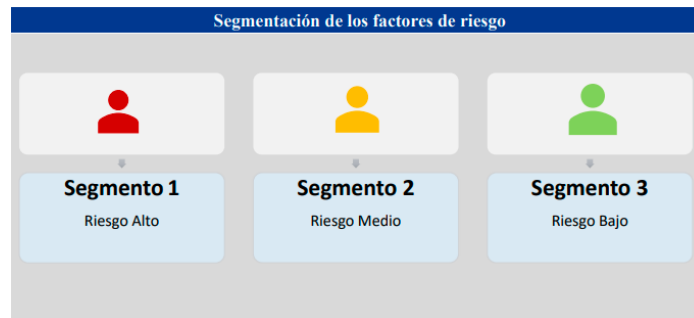 Segmentación de los factores de riesgo
Segmento 1
Riesgo Alto
Segmento 2
Riesgo Medio
Segmento 3
Riesgo Bajo